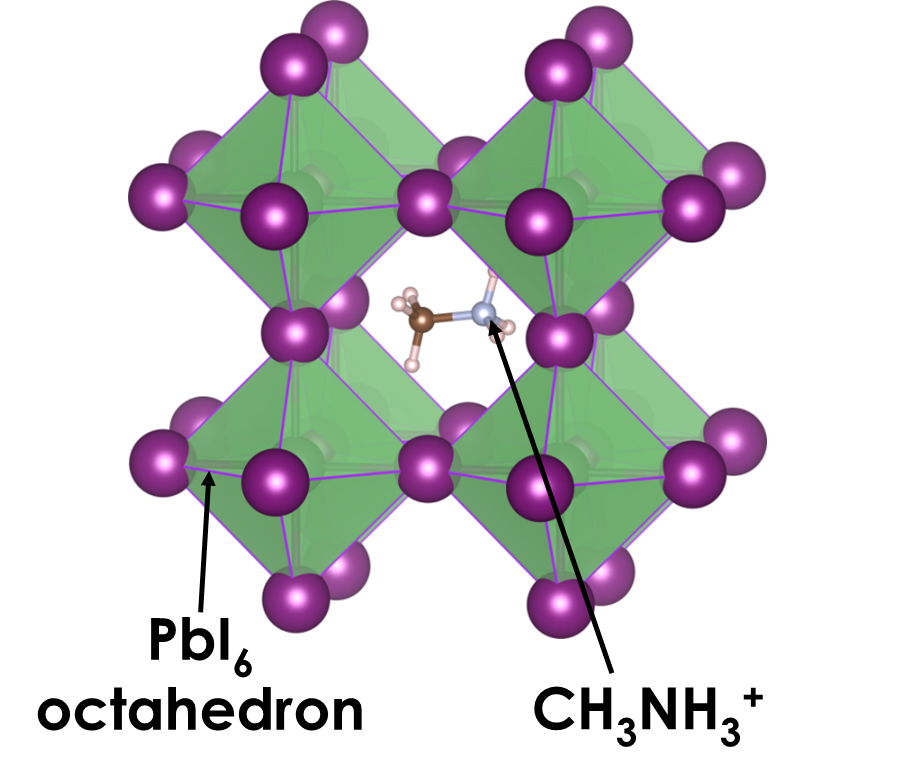 PbI₆
octahedron
CH₃NH₃⁺